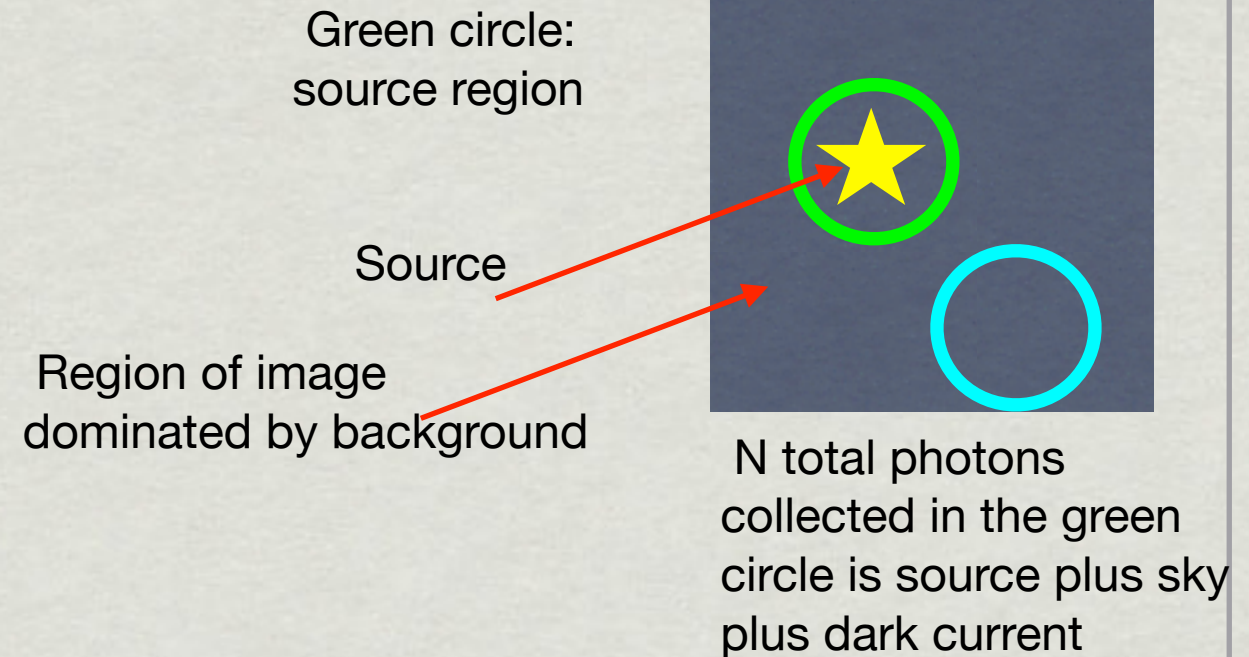 Green circle:
source region
Source
Region of image
dominated by background
N total photons
collected in the green
circle is source plus sky
plus dark current